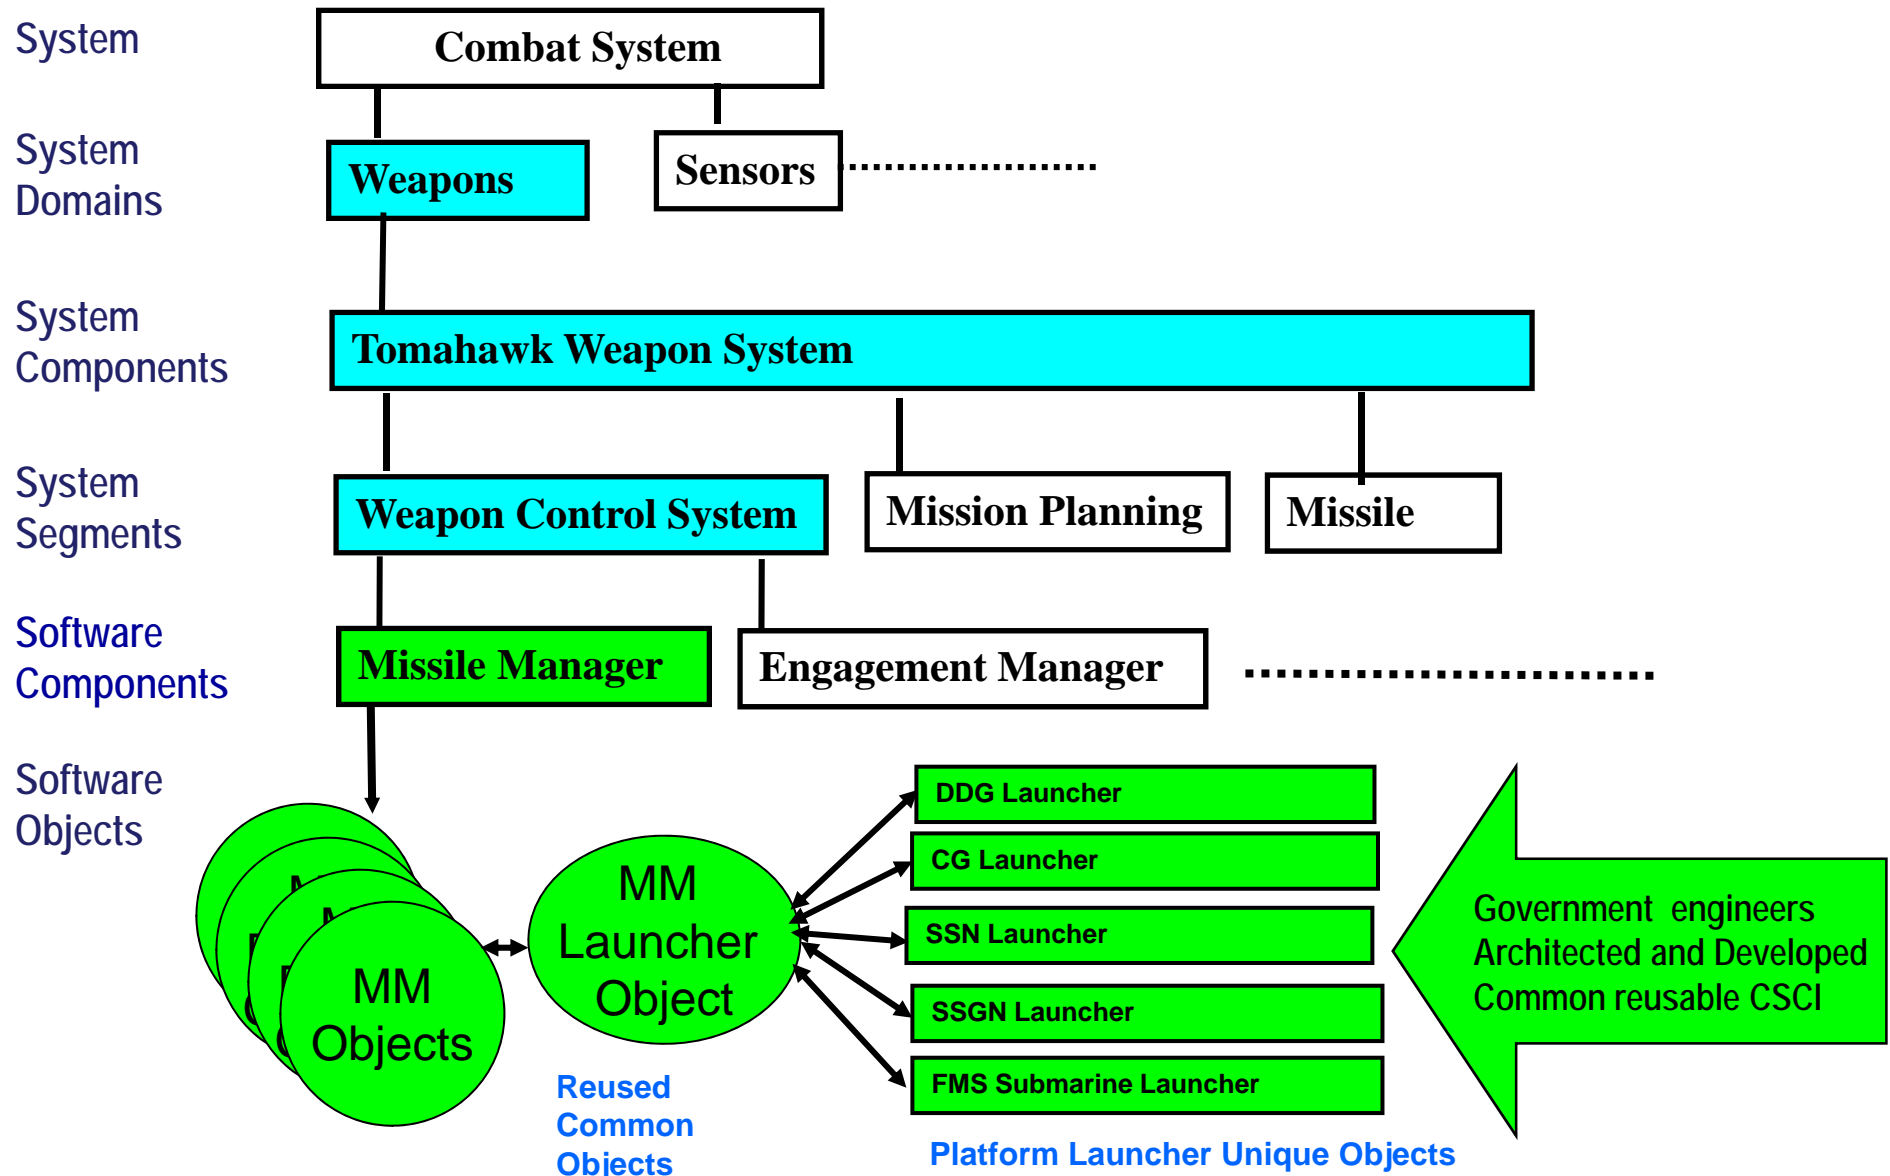 System
Combat System
System
Domains
Weapons
Sensors
System
Components
Tomahawk Weapon System
System
Segments
Weapon Control System
Mission Planning
Missile
Software
Components
Missile Manager
Engagement Manager
Software
Objects
MM
Objects
MM
Launcher
Object
DDG Launcher
CG Launcher
SSN Launcher
SSGN Launcher
FMS Submarine Launcher
Government engineers
Architected and Developed
Common reusable CSCI
Reused
Common
Objects
Platform Launcher Unique Objects